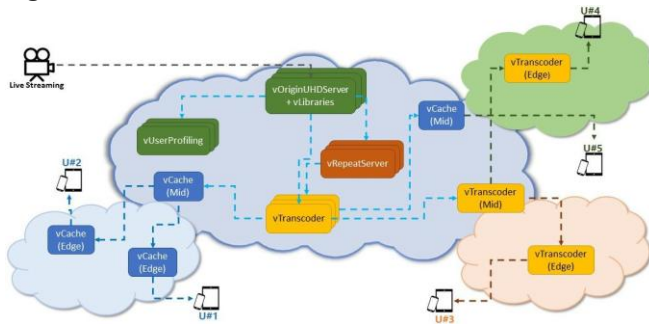 U#4
vTranscoder
(Edge)
Live Streaming
vOriginUHDServer
+ vLibraries
vCache
(Mid)
vUserProfiling
vRepeatServer
U#5
U#2
vCache
(Mid)
vTranscoder
(Mid)
vTranscoder
vCache
(Edge)
vCache
(Edge)
vTranscoder
(Edge)
U#1
U#3